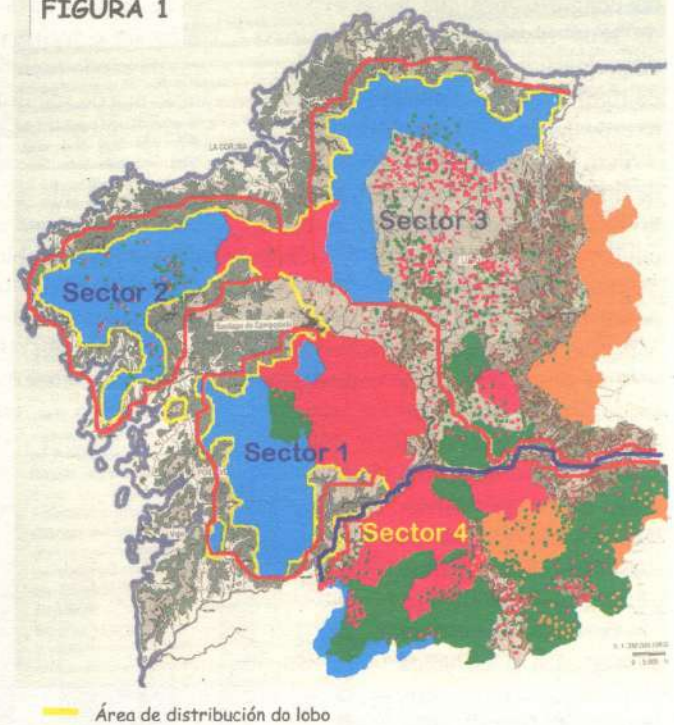 FIGURA 1
LA CORUÑA
Sector 3
Sector 2
Santiago de Compostela
Sector 1
Sector 4
Área de distribución do lobo